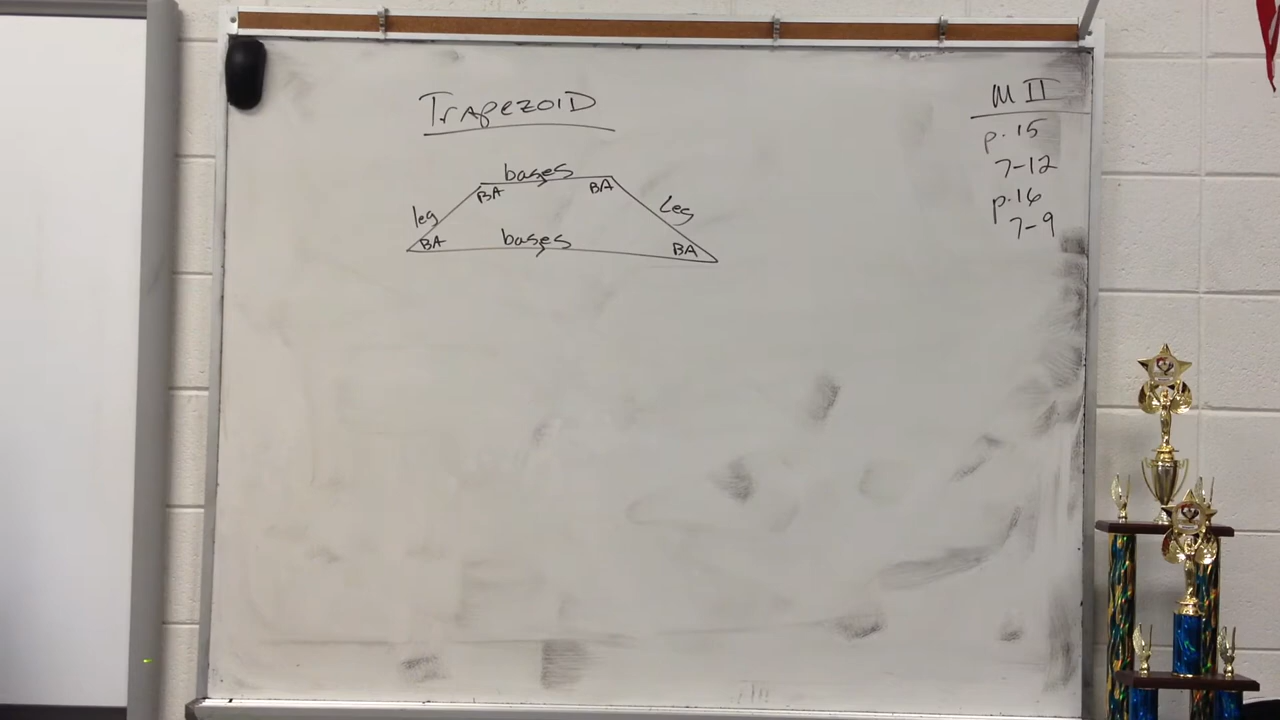 TrApEZOID
bases
BA BA
leg Leg
BA bases BA
M II
p. 15
7-12
p. 16
7-9